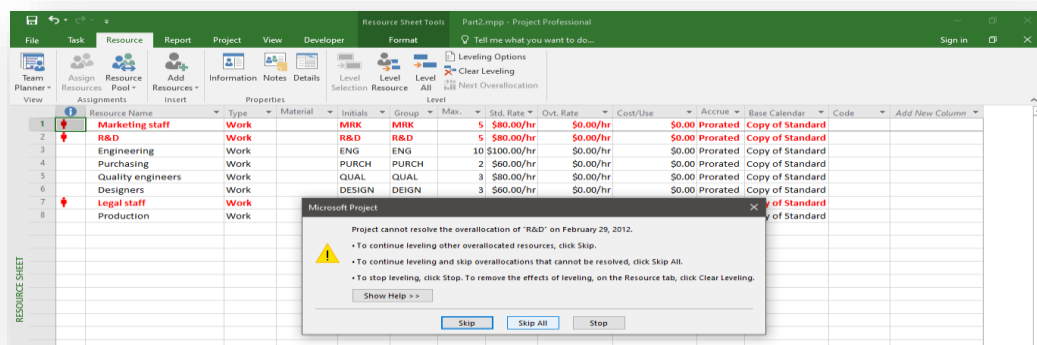 Resource Sheet Tools Part2.mpp - Project Professional
File Task Resource Report Project View Developer Format Tell me what you want to do... Sign in
Team Planner Assign Resources Resource Pool Add Resources Information Notes Details Level Selection Level Resource Level All Leveling Options
Clear Leveling
Next Overallocation
View Assignments Insert Properties Level
Resource Name Type Material Initials Group Max. Std. Rate Ovt. Rate Cost/Use Accrue Base Calendar Code Add New Column
1 Marketing staff Work MRK MRK 5 $80.00/hr $0.00/hr $0.00 Prorated Copy of Standard
2 R&D Work R&D R&D 5 $80.00/hr $0.00/hr $0.00 Prorated Copy of Standard
3 Engineering Work ENG ENG 10 $100.00/hr $0.00/hr $0.00 Prorated Copy of Standard
4 Purchasing Work PURCH PURCH 2 $60.00/hr $0.00/hr $0.00 Prorated Copy of Standard
5 Quality engineers Work QUAL QUAL 3 $80.00/hr $0.00/hr $0.00 Prorated Copy of Standard
6 Designers Work DESIGN DEIGN 3 $60.00/hr $0.00/hr $0.00 Prorated Copy of Standard
7 Legal staff Work y of Standard
8 Production Work y of Standard
RESOURCE SHEET
Microsoft Project
Project cannot resolve the overallocation of 'R&D' on February 29, 2012.
• To continue leveling other overallocated resources, click Skip.
• To continue leveling and skip overallocations that cannot be resolved, click Skip All.
• To stop leveling, click Stop. To remove the effects of leveling, on the Resource tab, click Clear Leveling.
Show Help >>
Skip Skip All Stop